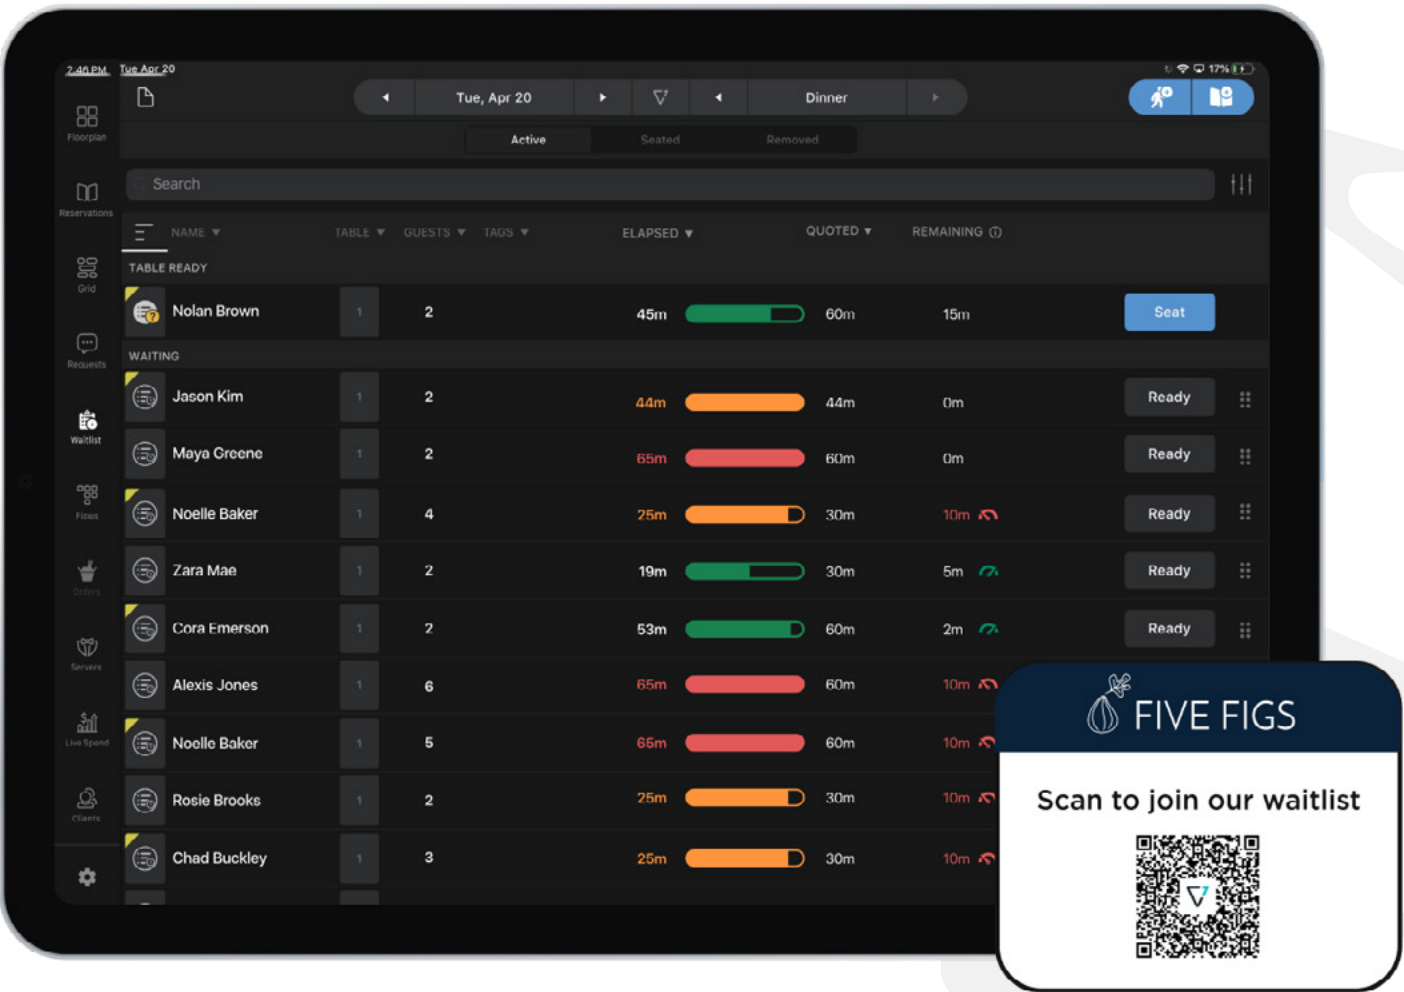 2:46 PM Tue Apr 20
17%
Tue, Apr 20
Dinner
Active Seated Removed
Search
NAME TABLE GUESTS TAGS ELAPSED QUOTED REMAINING
TABLE READY
Nolan Brown 1 2 45m 60m 15m Seat
WAITING
Jason Kim 1 2 44m 44m 0m Ready
Maya Greene 1 2 65m 60m 0m Ready
Noelle Baker 1 4 25m 30m 10m Ready
Zara Mae 1 2 19m 30m 5m Ready
Cora Emerson 1 2 53m 60m 2m Ready
Alexis Jones 1 6 65m 60m 10m
Noelle Baker 1 5 65m 60m 10m
Rosie Brooks 1 2 25m 30m 10m
Chad Buckley 1 3 25m 30m 10m
Floorplan
Reservations
Grid
Requests
Waitlist
Flows
Orders
Servers
Live Spend
Clients
FIVE FIGS
Scan to join our waitlist